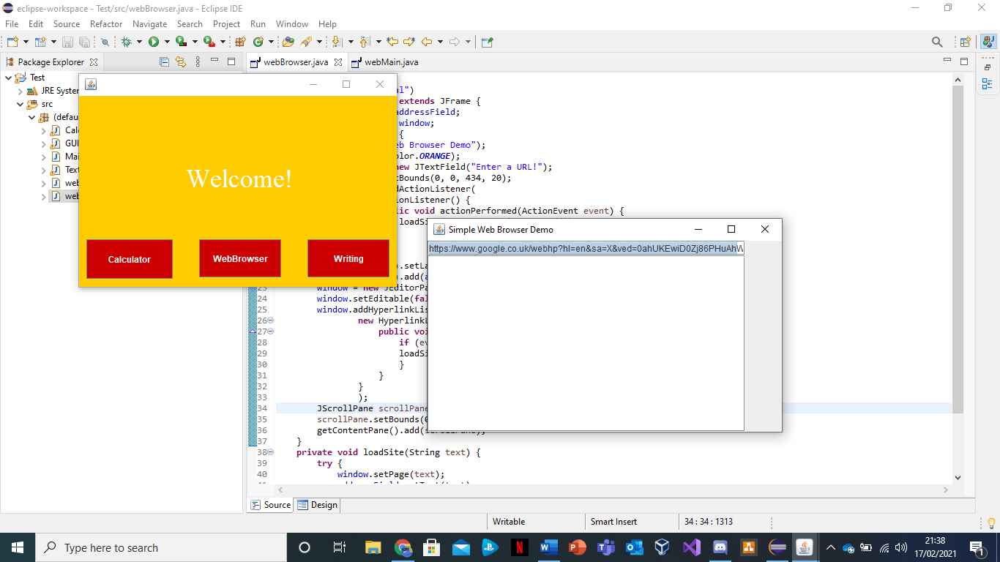 eclipse-workspace - Test/src/webBrowser.java - Eclipse IDE
File Edit Source Refactor Navigate Search Project Run Window Help
Package Explorer
webBrowser.java
webMain.java
Test
JRE System
src
(defau
Cal
GUI
Mai
Text
web
web
al")
extends JFrame {
addressField;
window;
{
eb Browser Demo");
olor.ORANGE);
new JTextField("Enter a URL!");
tBounds(0, 0, 434, 20);
dActionListener(
ionListener() {
lic void actionPerformed(ActionEvent event) {
loadSi
).setLa
).add(a
23 window = new JEditorPa
24 window.setEditable(fal
25 window.addHyperlinkLis
26 new HyperlinkL
27 public voi
28 if (ev
29 loadSi
30 }
31 }
32 }
33 );
34 JScrollPane scrollPane
35 scrollPane.setBounds(0
36 getContentPane().add(scrollPane);
37 }
38 private void loadSite(String text) {
39 try {
40 window.setPage(text);
Welcome!
Calculator
WebBrowser
Writing
Simple Web Browser Demo
https://www.google.co.uk/webhp?hl=en&sa=X&ved=0ahUKEwiD0Zj86PHuAhW
Source
Design
Writable
Smart Insert
34 : 34 : 1313
Type here to search
21:38
17/02/2021
1